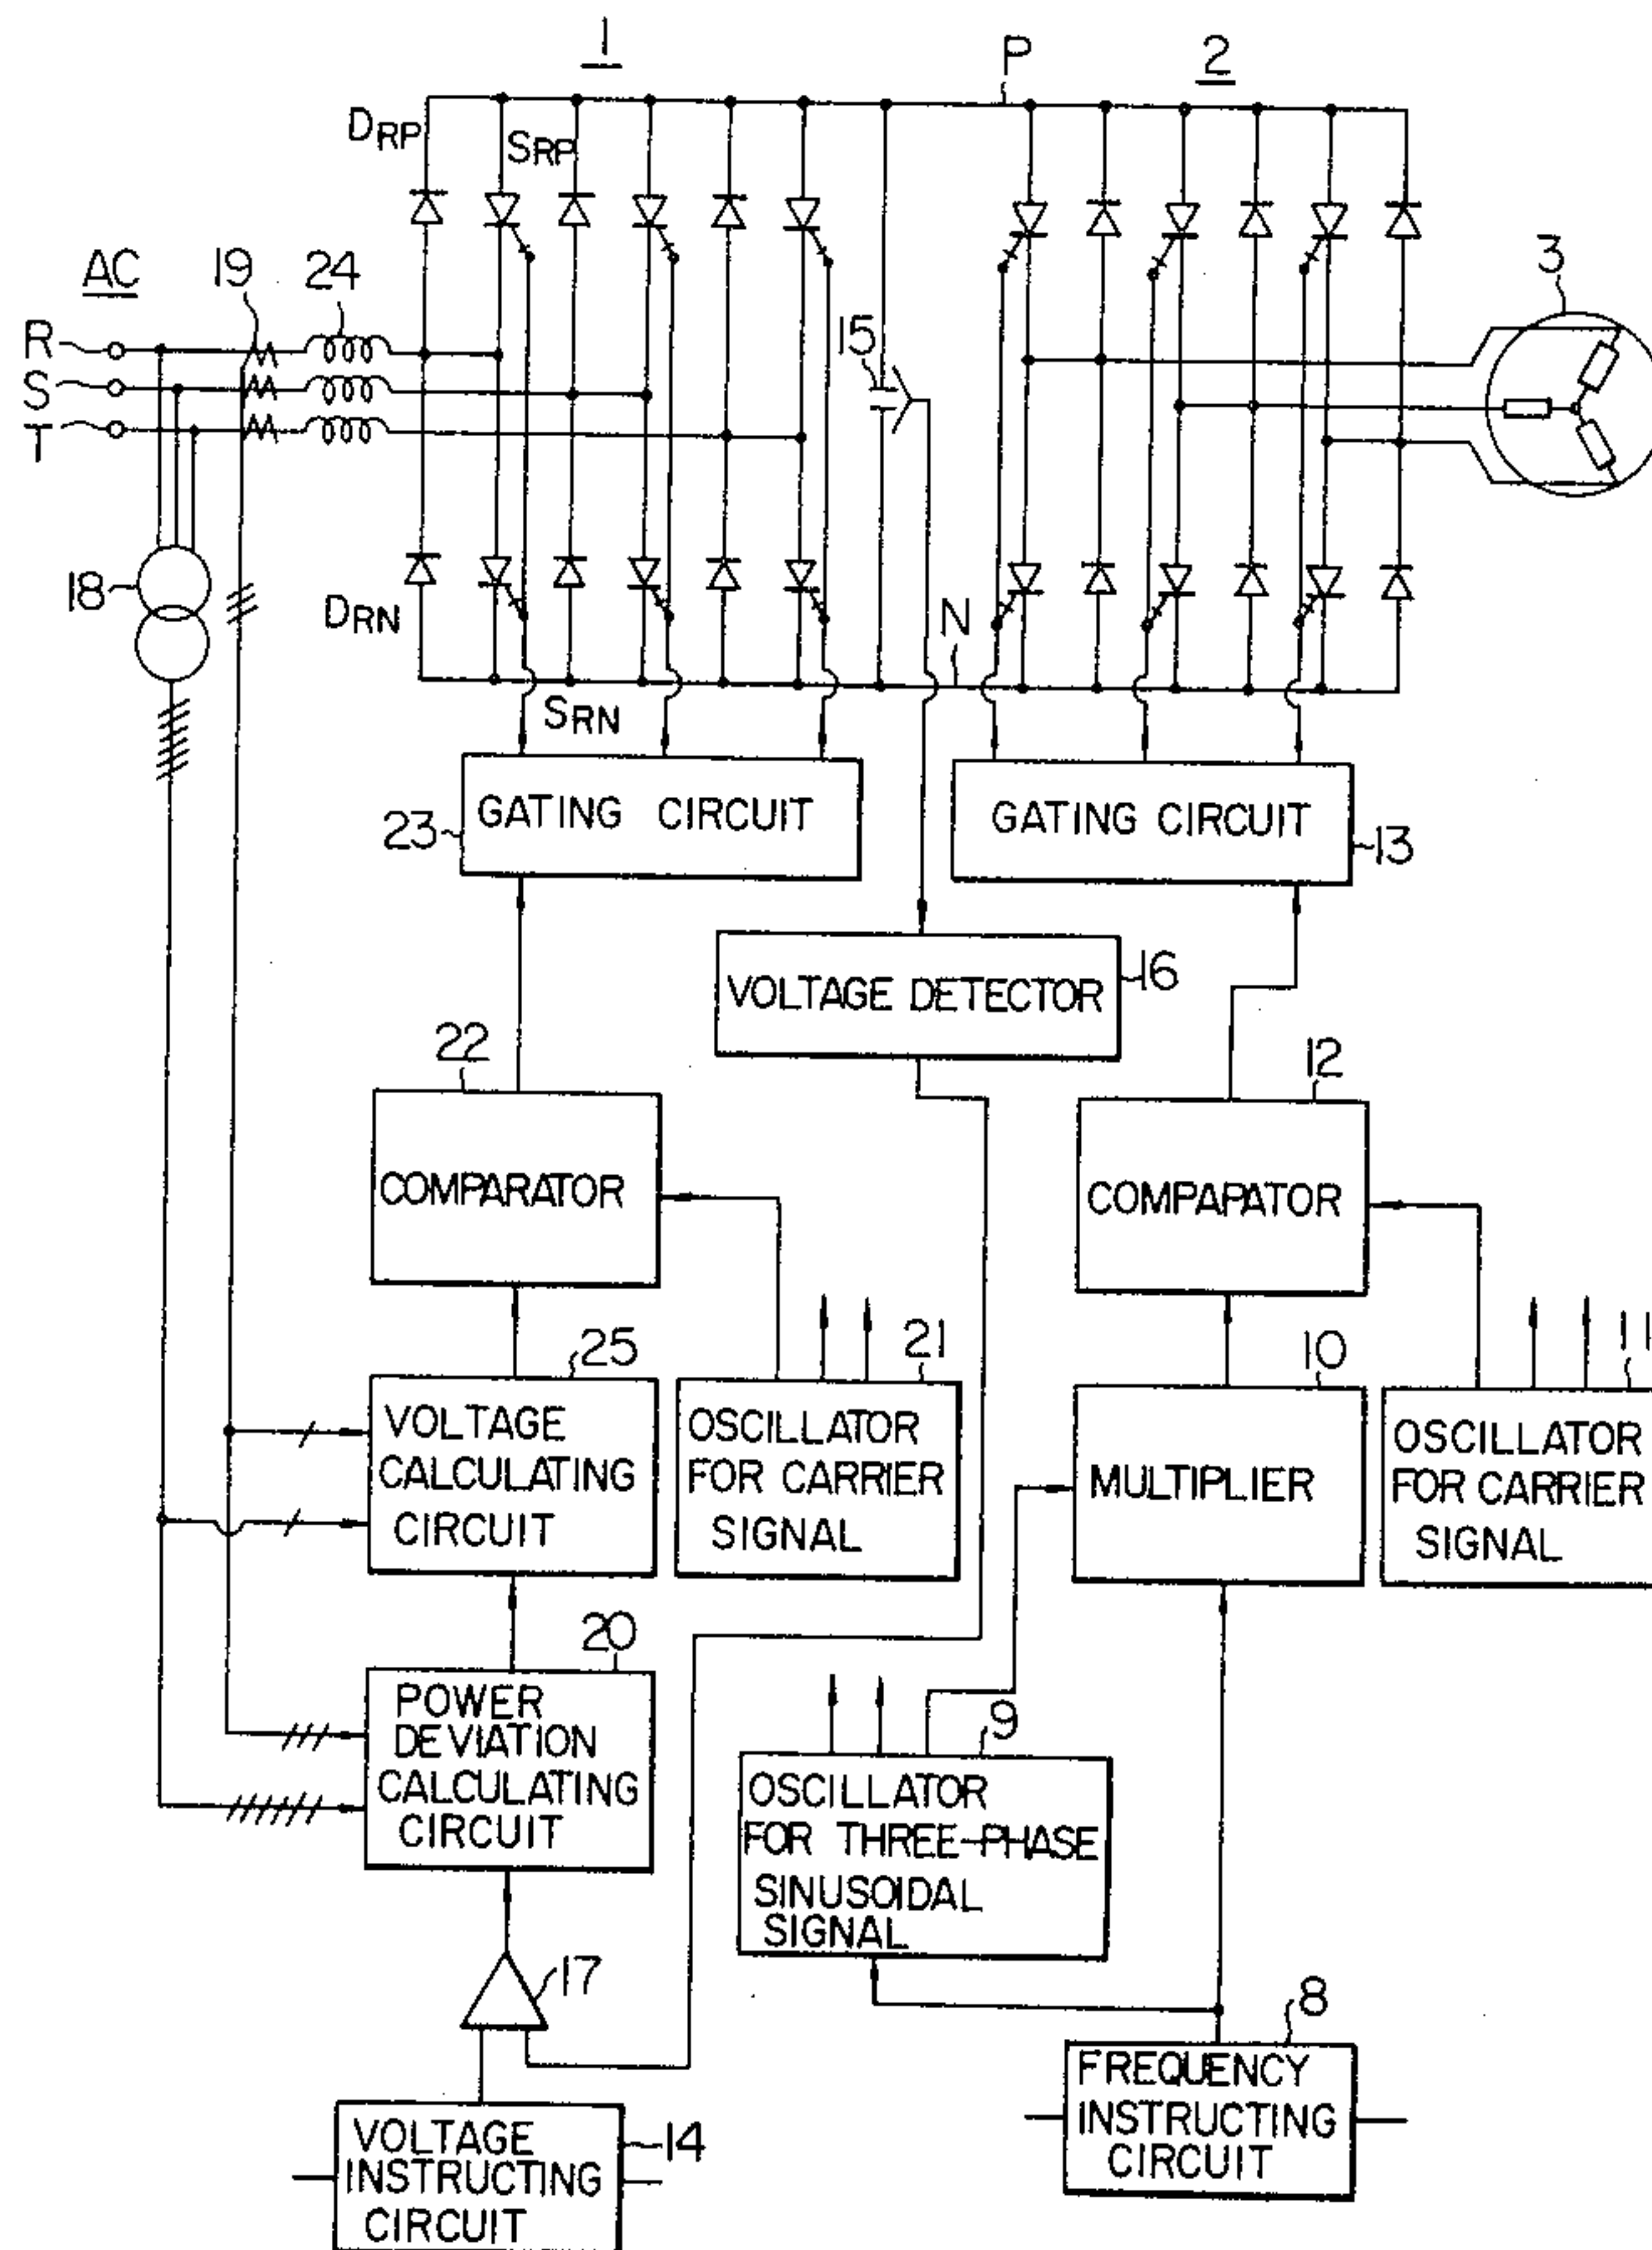 1
P
2
DRP
SRP
AC
19
24
3
R
S
T
15
18
DRN
N
SRN
GATING CIRCUIT
23
GATING CIRCUIT
13
VOLTAGE DETECTOR
16
22
COMPARATOR
12
COMPAPATOR
25
VOLTAGE
CALCULATING
CIRCUIT
21
OSCILLATOR
FOR CARRIER
SIGNAL
10
MULTIPLIER
11
OSCILLATOR
FOR CARRIER
SIGNAL
20
POWER
DEVIATION
CALCULATING
CIRCUIT
9
OSCILLATOR
FOR THREE-PHASE
SINUSOIDAL
SIGNAL
17
8
FREQUENCY
INSTRUCTING
CIRCUIT
VOLTAGE
INSTRUCTING
CIRCUIT
14